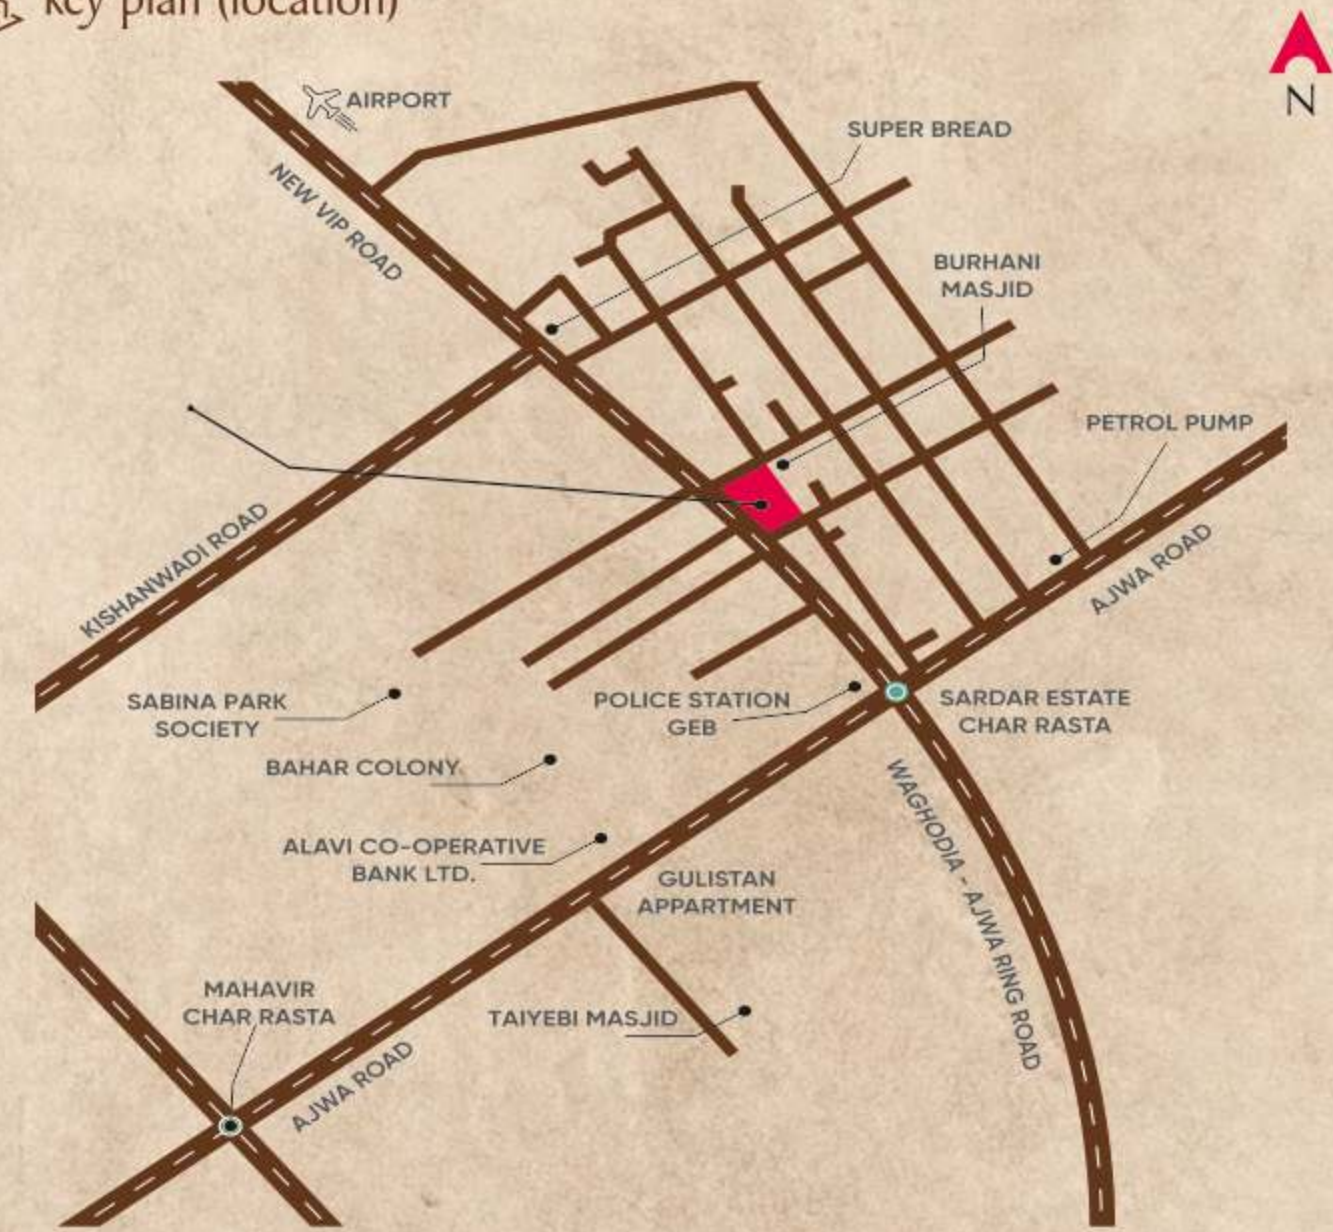 key plan (location)
AIRPORT
N
SUPER BREAD
NEW VIP ROAD
BURHANI
MASJID
PETROL PUMP
KISHANWADI ROAD
AJWA ROAD
SABINA PARK
SOCIETY
POLICE STATION
GEB
SARDAR ESTATE
CHAR RASTA
BAHAR COLONY
WAGHODIA - AJWA RING ROAD
ALAVI CO-OPERATIVE
BANK LTD.
GULISTAN
APPARTMENT
MAHAVIR
CHAR RASTA
TAIYEBI MASJID
AJWA ROAD